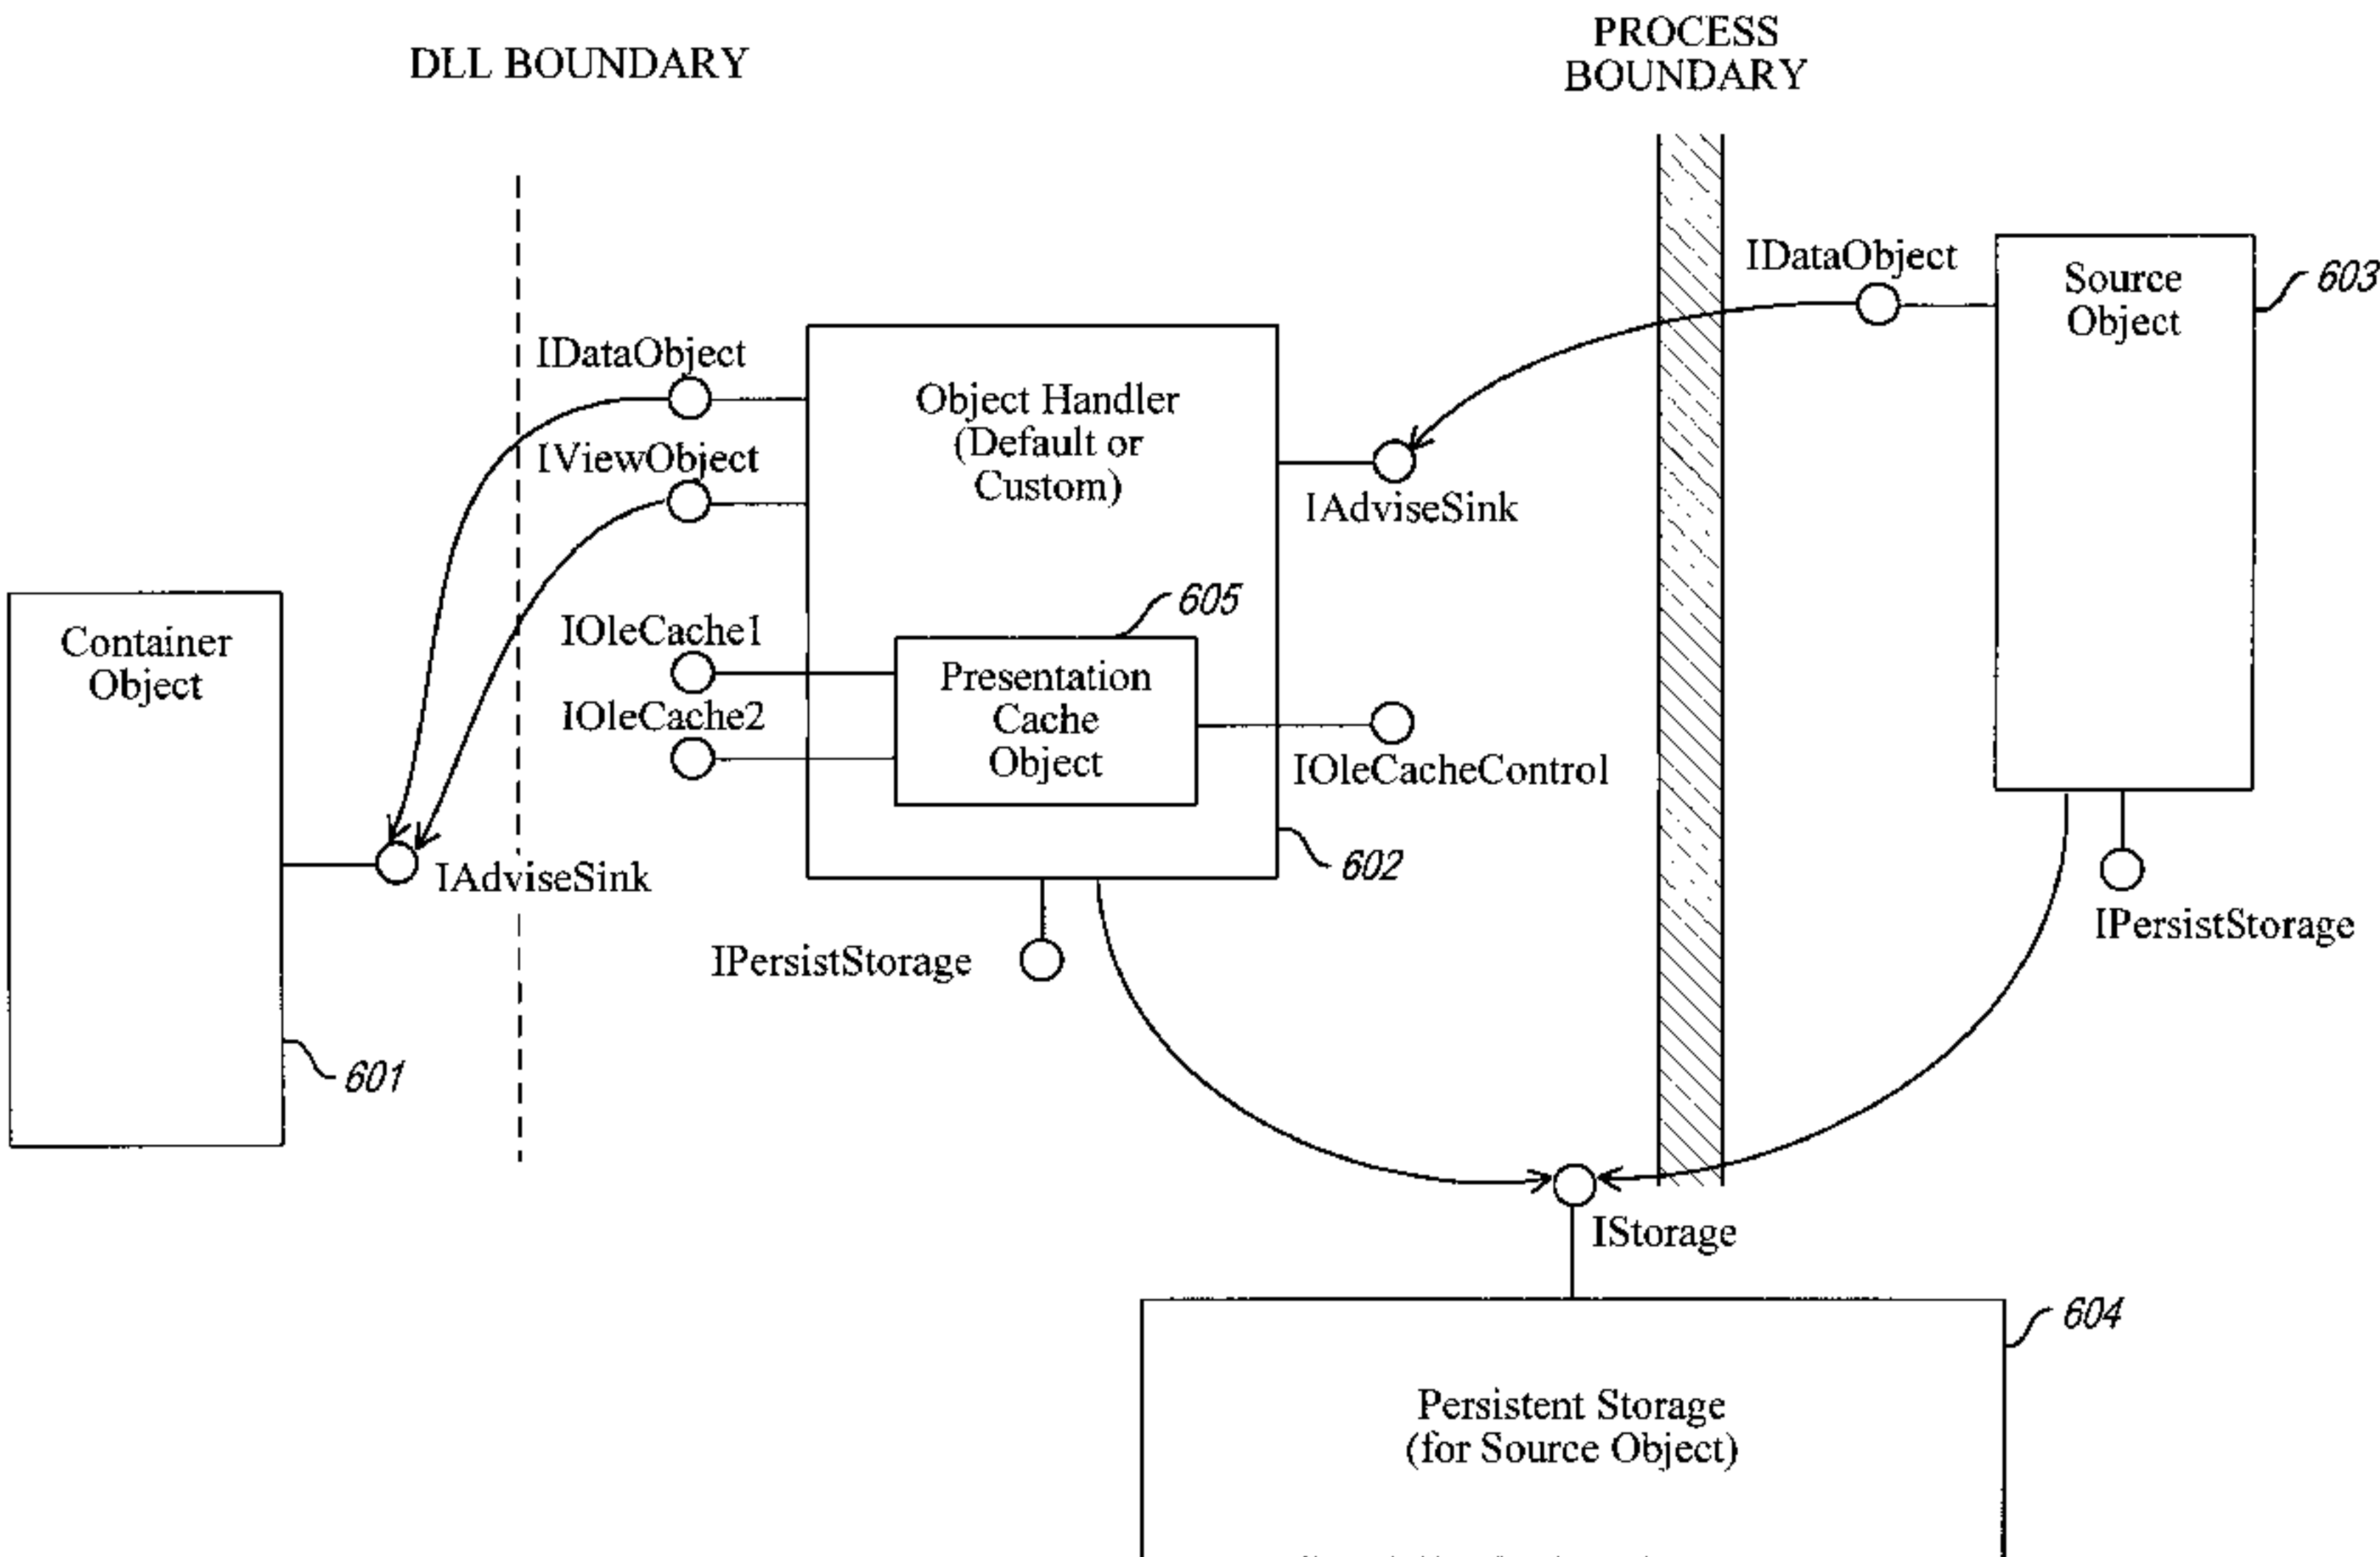 DLL BOUNDARY
PROCESS
BOUNDARY
IDataObject
Source
Object
603
IDataObject
Object Handler
(Default or
Custom)
IViewObject
IAdviseSink
605
IOleCache1
Container
Object
Presentation
Cache
Object
IOleCache2
IOleCacheControl
602
IAdviseSink
IPersistStorage
IPersistStorage
601
IStorage
604
Persistent Storage
(for Source Object)